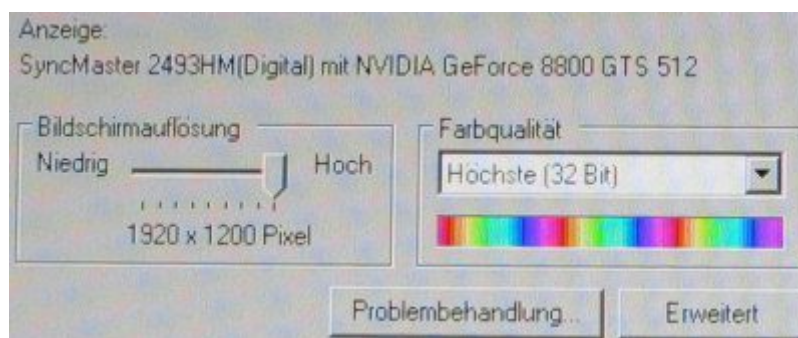 Anzeige:
SyncMaster 2493HM(Digital) mit NVIDIA GeForce 8800 GTS 512
Bildschirmauflösung
Niedrig
Hoch
1920 x 1200 Pixel
Farbqualität
Höchste (32 Bit)
Problembehandlung...
Erweitert